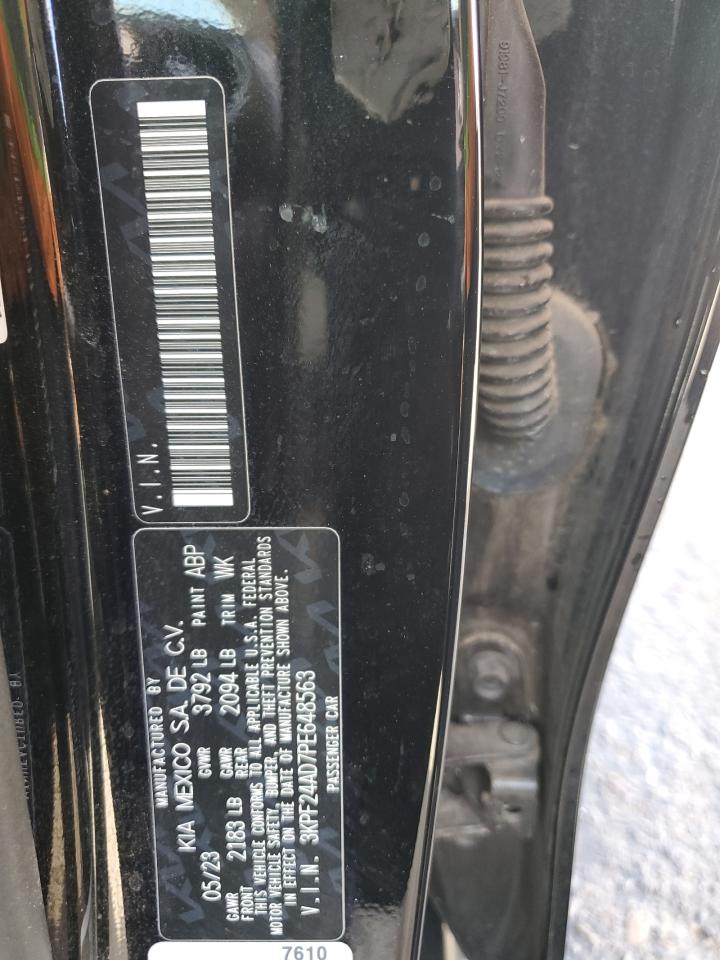 V.I.N.
MANUFACTURED BY
KIA MEXICO S.A. DE C.V.
05/23 GVWR 3792 LB PAINT ABP
GAWR FRONT 2183 LB GAWR REAR 2094 LB TRIM WK
THIS VEHICLE CONFORMS TO ALL APPLICABLE U.S.A. FEDERAL
MOTOR VEHICLE SAFETY, BUMPER, AND THEFT PREVENTION STANDARDS
IN EFFECT ON THE DATE OF MANUFACTURE SHOWN ABOVE.
V.I.N. 3KPF24AD7PE648563
PASSENGER CAR
7610